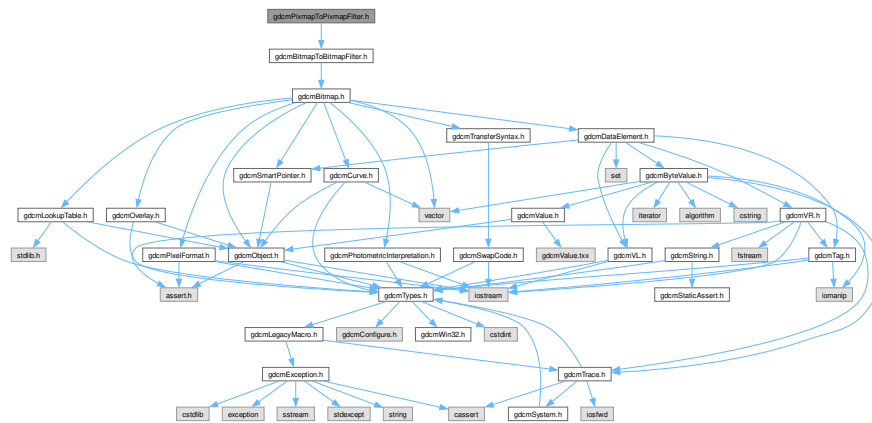 gdcmPixmapToPixmapFilter.h
gdcmBitmapToBitmapFilter.h
gdcmBitmap.h
gdcmTransferSyntax.h
gdcmDataElement.h
gdcmSmartPointer.h
gdcmCurve.h
set
gdcmByteValue.h
gdcmLookupTable.h
gdcmOverlay.h
vector
gdcmValue.h
iterator
algorithm
cstring
gdcmVR.h
stdlib.h
gdcmPixelFormat.h
gdcmObject.h
gdcmPhotometricInterpretation.h
gdcmSwapCode.h
gdcmValue.txx
gdcmVL.h
gdcmString.h
fstream
gdcmTag.h
assert.h
gdcmTypes.h
iostream
gdcmStaticAssert.h
iomanip
gdcmLegacyMacro.h
gdcmConfigure.h
gdcmWin32.h
cstdint
gdcmException.h
gdcmTrace.h
cstdlib
exception
sstream
stdexcept
string
cassert
gdcmSystem.h
iosfwd